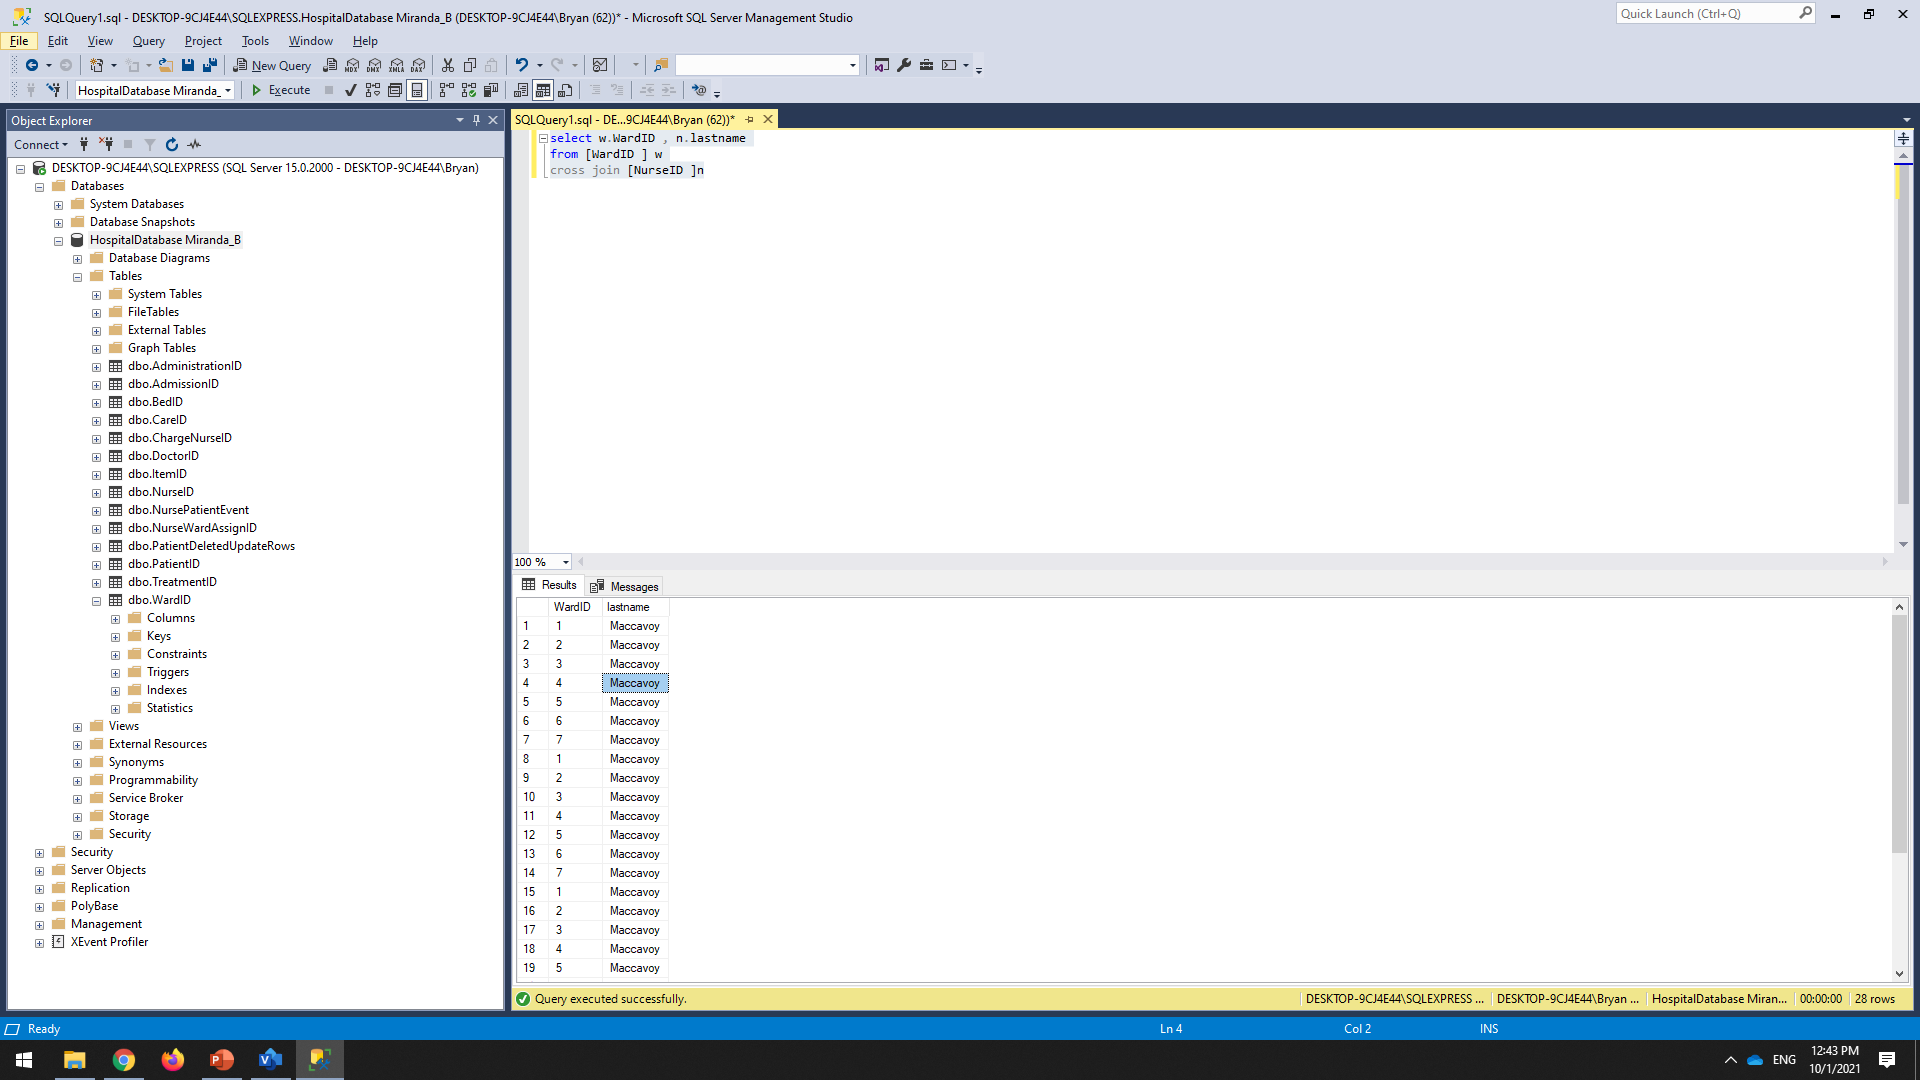 SQLQuery1.sql - DESKTOP-9CJ4E44\SQLEXPRESS.HospitalDatabase Miranda_B (DESKTOP-9CJ4E44\Bryan (62))* - Microsoft SQL Server Management Studio
Quick Launch (Ctrl+Q)
File Edit View Query Project Tools Window Help
New Query
MDX DMX XMLA DAX
HospitalDatabase Miranda_
Execute
Object Explorer
Connect
DESKTOP-9CJ4E44\SQLEXPRESS (SQL Server 15.0.2000 - DESKTOP-9CJ4E44\Bryan)
Databases
System Databases
Database Snapshots
HospitalDatabase Miranda_B
Database Diagrams
Tables
System Tables
FileTables
External Tables
Graph Tables
dbo.AdministrationID
dbo.AdmissionID
dbo.BedID
dbo.CareID
dbo.ChargeNurseID
dbo.DoctorID
dbo.ItemID
dbo.NurseID
dbo.NursePatientEvent
dbo.NurseWardAssignID
dbo.PatientDeletedUpdateRows
dbo.PatientID
dbo.TreatmentID
dbo.WardID
Columns
Keys
Constraints
Triggers
Indexes
Statistics
Views
External Resources
Synonyms
Programmability
Service Broker
Storage
Security
Security
Server Objects
Replication
PolyBase
Management
XEvent Profiler
SQLQuery1.sql - DE...9CJ4E44\Bryan (62))*
select w.WardID , n.lastname
from [WardID ] w
cross join [NurseID ]n
100 %
Results Messages
WardID lastname
1 1 Maccavoy
2 2 Maccavoy
3 3 Maccavoy
4 4 Maccavoy
5 5 Maccavoy
6 6 Maccavoy
7 7 Maccavoy
8 1 Maccavoy
9 2 Maccavoy
10 3 Maccavoy
11 4 Maccavoy
12 5 Maccavoy
13 6 Maccavoy
14 7 Maccavoy
15 1 Maccavoy
16 2 Maccavoy
17 3 Maccavoy
18 4 Maccavoy
19 5 Maccavoy
Query executed successfully.
DESKTOP-9CJ4E44\SQLEXPRESS ... DESKTOP-9CJ4E44\Bryan ... HospitalDatabase Miran... 00:00:00 28 rows
Ready
Ln 4 Col 2 INS
ENG
12:43 PM
10/1/2021